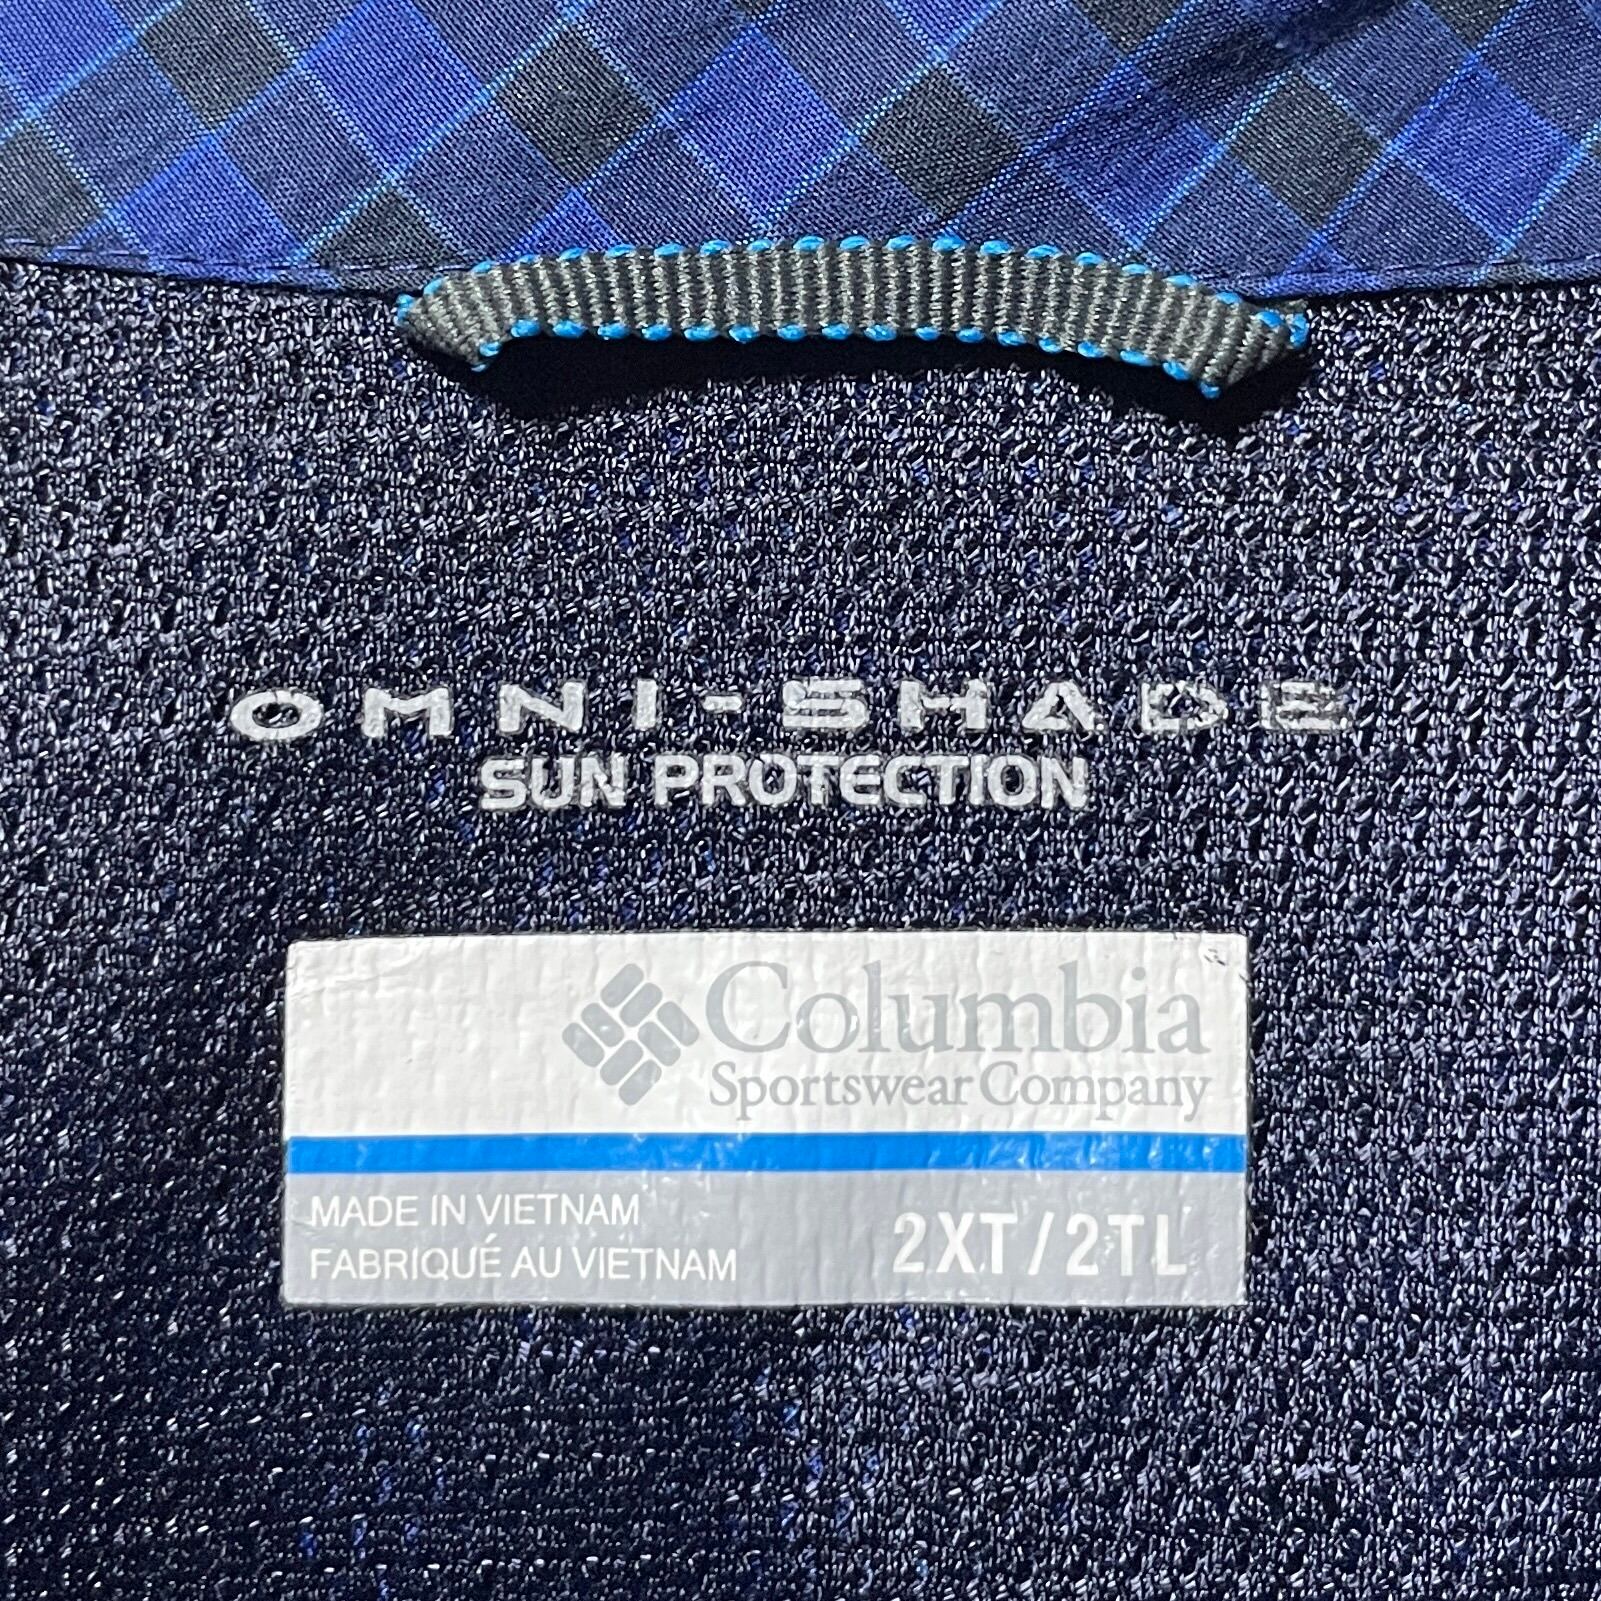 OMNI-SHADE
SUN PROTECTION
Columbia
Sportswear Company
MADE IN VIETNAM
FABRIQUÉ AU VIETNAM
2XT/2TL